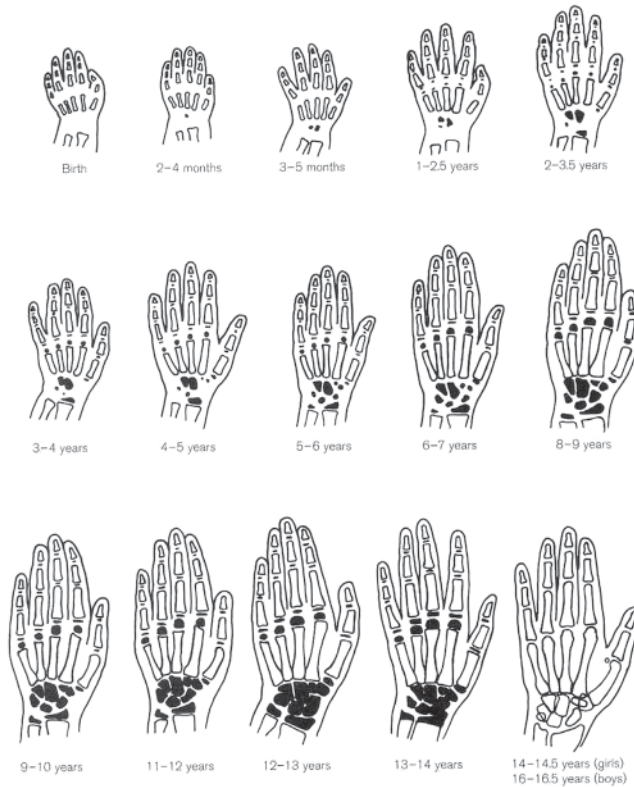 Birth
2–4 months
3–5 months
1–2.5 years
2–3.5 years
3–4 years
4–5 years
5–6 years
6–7 years
8–9 years
9–10 years
11–12 years
12–13 years
13–14 years
14–14.5 years (girls)
16–16.5 years (boys)